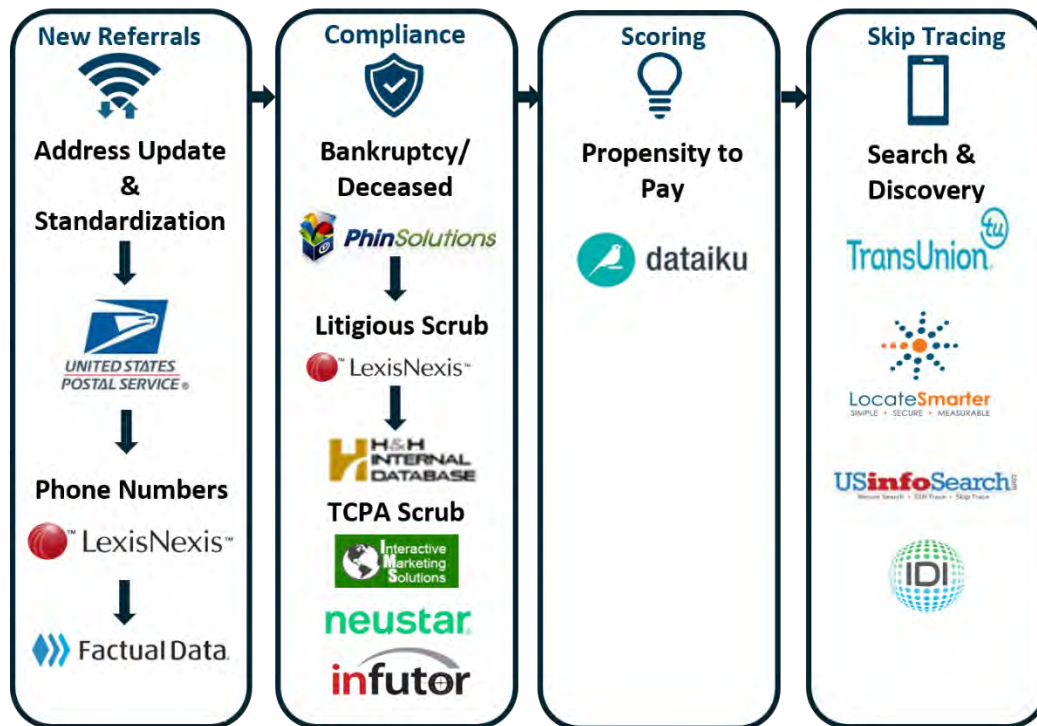 New Referrals
Address Update
&
Standardization
UNITED STATES
POSTAL SERVICE ®
Phone Numbers
LexisNexis™
Factual Data
Compliance
Bankruptcy/
Deceased
PhinSolutions
Litigious Scrub
LexisNexis™
H&H
INTERNAL
DATABASE
TCPA Scrub
Interactive
Marketing
Solutions
neustar
infutor
Scoring
Propensity to
Pay
dataiku
Skip Tracing
Search &
Discovery
tu
TransUnion
LocateSmarter
SIMPLE • SECURE • MEASURABLE
USinfoSearch
IDI